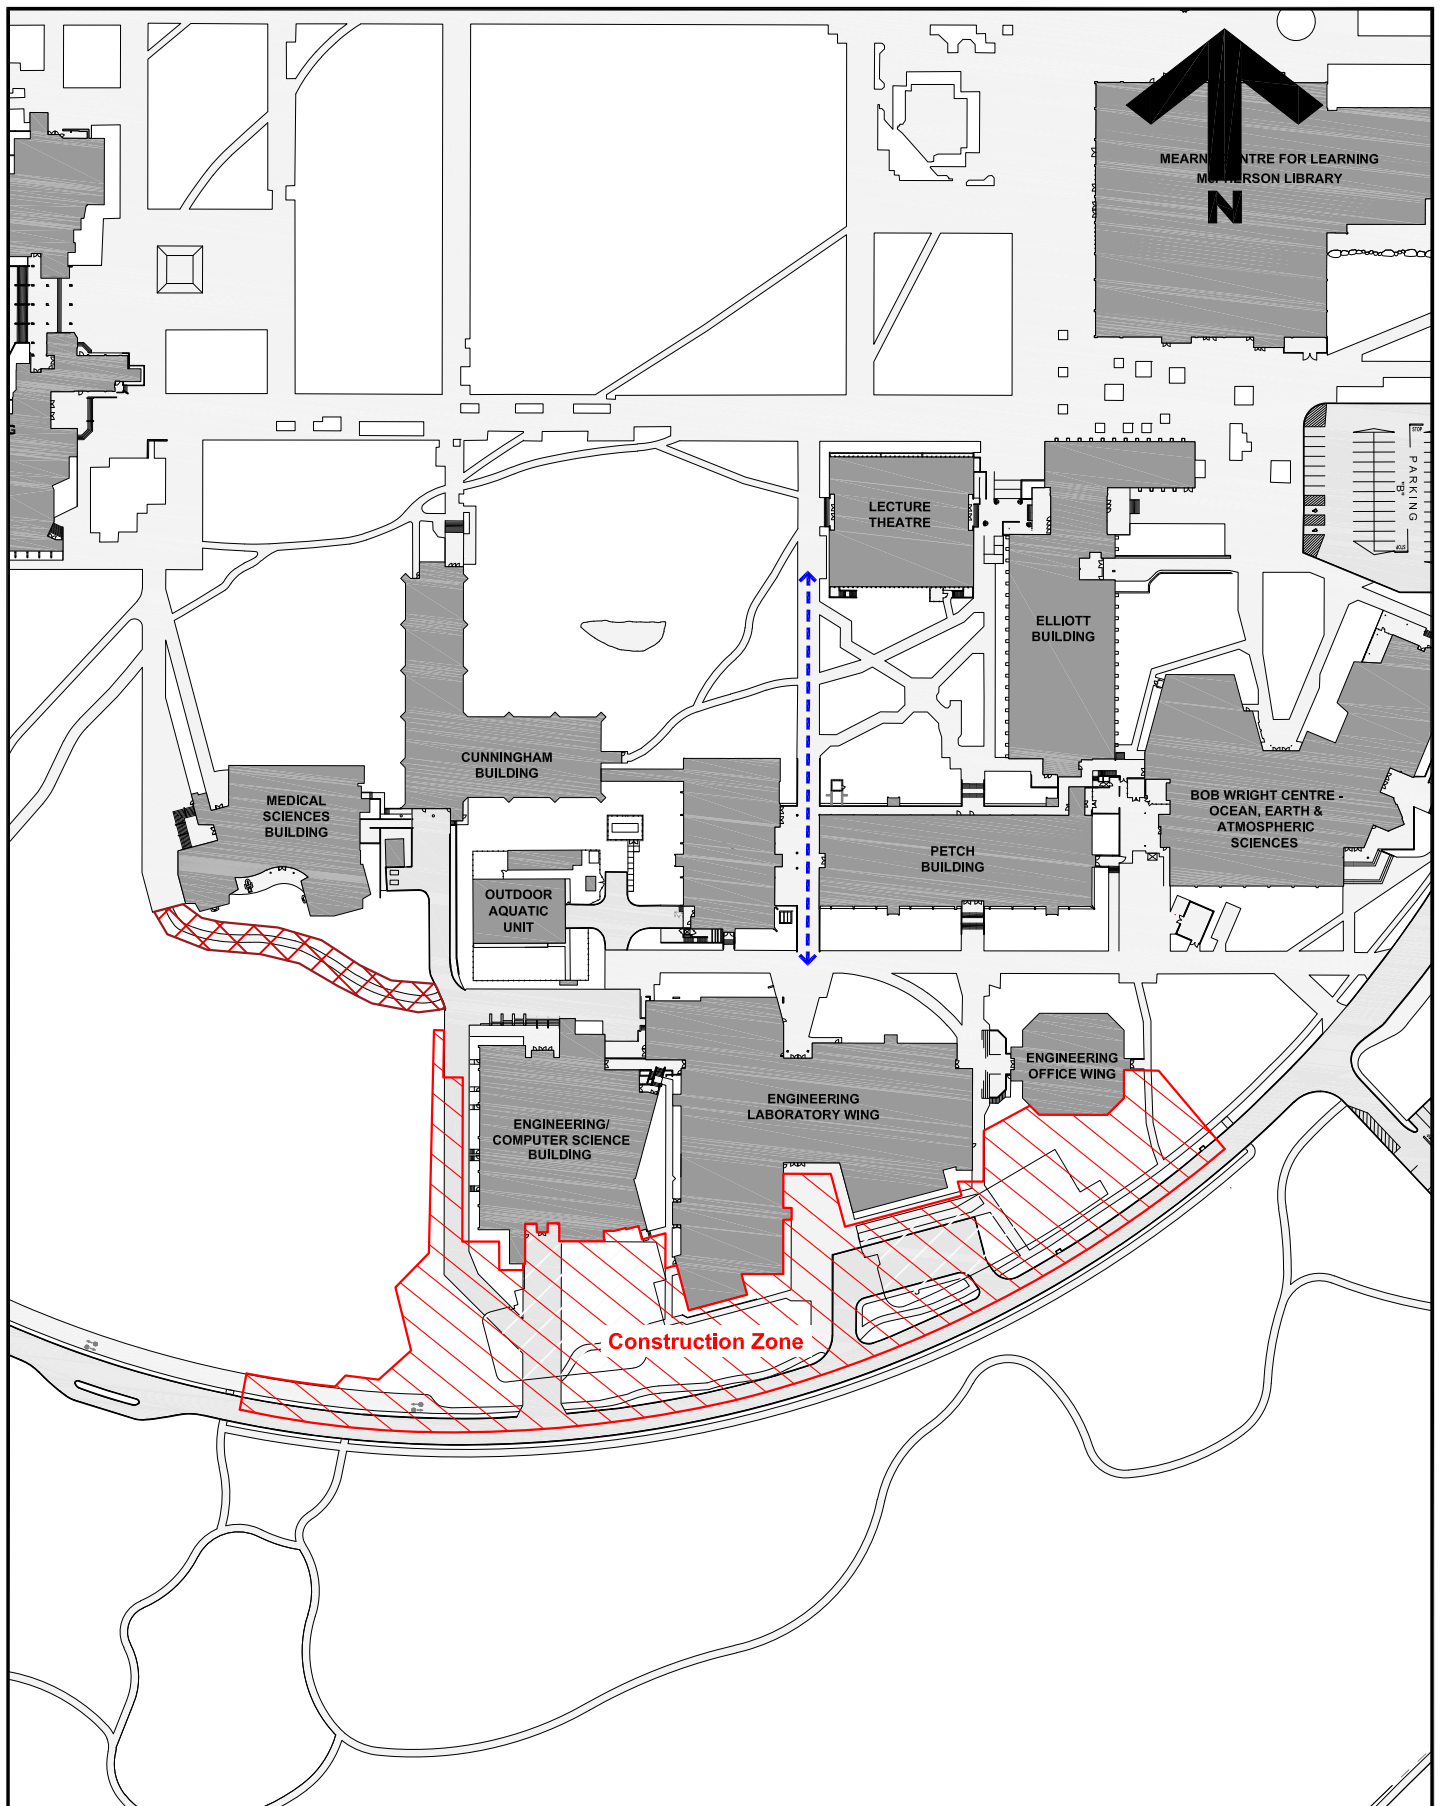 MEARN NTRE FOR LEARNING
McPHERSON LIBRARY
N
STOP
PARKING
"B"
G
LECTURE
THEATRE
ELLIOTT
BUILDING
CUNNINGHAM
BUILDING
MEDICAL
SCIENCES
BUILDING
BOB WRIGHT CENTRE -
OCEAN, EARTH &
ATMOSPHERIC
SCIENCES
PETCH
BUILDING
OUTDOOR
AQUATIC
UNIT
ENGINEERING
OFFICE WING
ENGINEERING
LABORATORY WING
ENGINEERING/
COMPUTER SCIENCE
BUILDING
Construction Zone